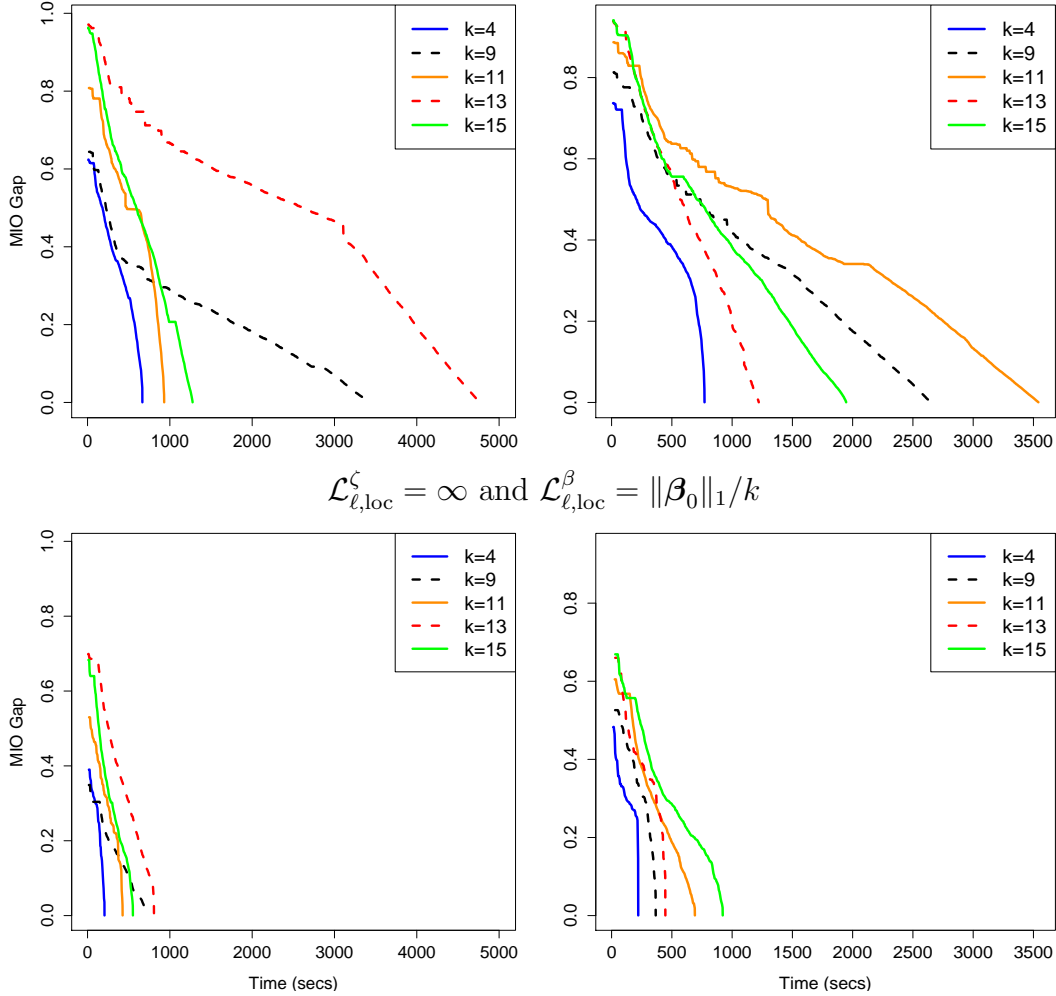 MIO Gap
0.0 0.2 0.4 0.6 0.8 1.0
k=4
k=9
k=11
k=13
k=15
0 1000 2000 3000 4000 5000
0.0 0.2 0.4 0.6 0.8
k=4
k=9
k=11
k=13
k=15
0 500 1000 1500 2000 2500 3000 3500
$\mathcal{L}^{\zeta}_{\ell,\mathrm{loc}} = \infty$ and $\mathcal{L}^{\beta}_{\ell,\mathrm{loc}} = \|\boldsymbol{\beta}_0\|_1/k$
MIO Gap
0.0 0.2 0.4 0.6 0.8 1.0
k=4
k=9
k=11
k=13
k=15
0 1000 2000 3000 4000 5000
Time (secs)
0.0 0.2 0.4 0.6 0.8
k=4
k=9
k=11
k=13
k=15
0 500 1000 1500 2000 2500 3000 3500
Time (secs)